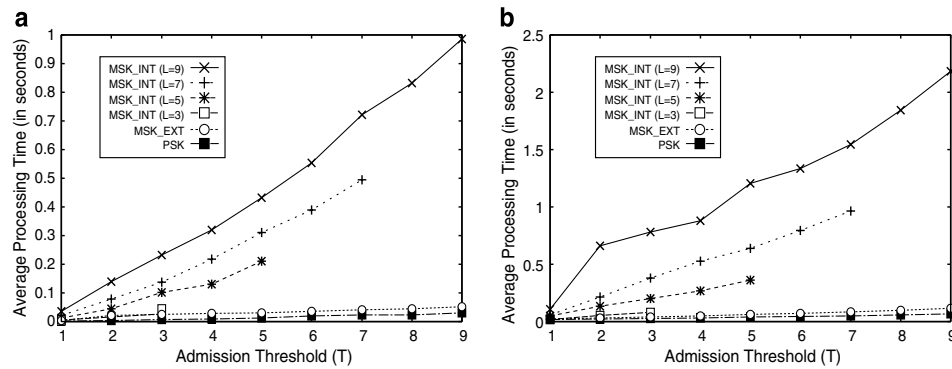 a
1
0.9
0.8
0.7
0.6
0.5
0.4
0.3
0.2
0.1
0
Average Processing Time (in seconds)
MSK_INT (L=9)
MSK_INT (L=7)
MSK_INT (L=5)
MSK_INT (L=3)
MSK_EXT
PSK
1 2 3 4 5 6 7 8 9
Admission Threshold (T)
b
2.5
2
1.5
1
0.5
0
Average Processing Time (in seconds)
MSK_INT (L=9)
MSK_INT (L=7)
MSK_INT (L=5)
MSK_INT (L=3)
MSK_EXT
PSK
1 2 3 4 5 6 7 8 9
Admission Threshold (T)